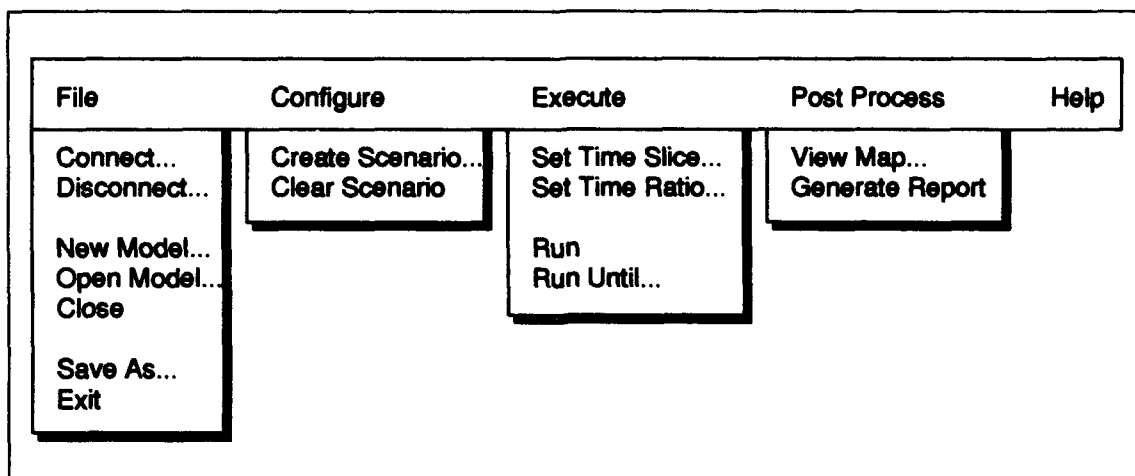 File Configure Execute Post Process Help
Connect...
Disconnect...
New Model...
Open Model...
Close
Save As...
Exit
Create Scenario...
Clear Scenario
Set Time Slice...
Set Time Ratio...
Run
Run Until...
View Map...
Generate Report